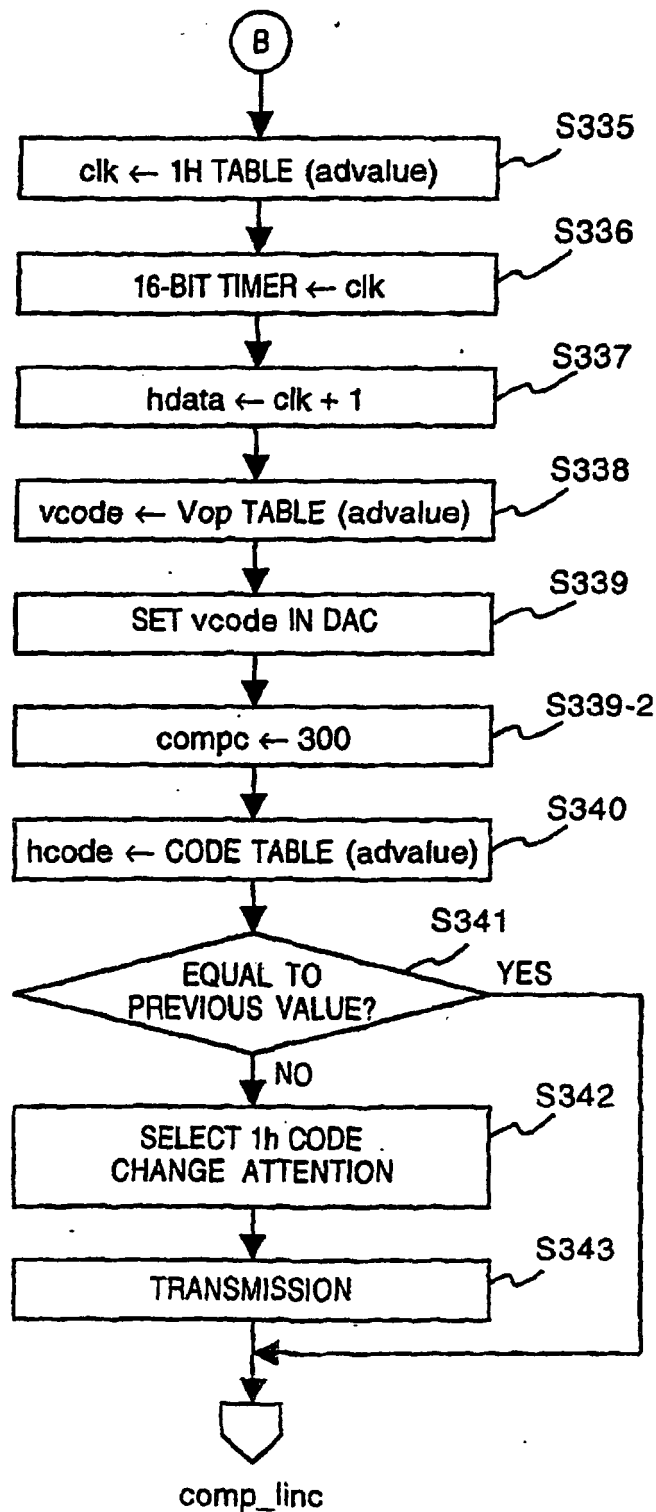 B
S335
clk ← 1H TABLE (advalue)
S336
16-BIT TIMER ← clk
S337
hdata ← clk + 1
S338
vcode ← Vop TABLE (advalue)
S339
SET vcode IN DAC
S339-2
compc ← 300
S340
hcode ← CODE TABLE (advalue)
S341
EQUAL TO
PREVIOUS VALUE?
YES
NO
S342
SELECT 1h CODE
CHANGE ATTENTION
S343
TRANSMISSION
comp_linc